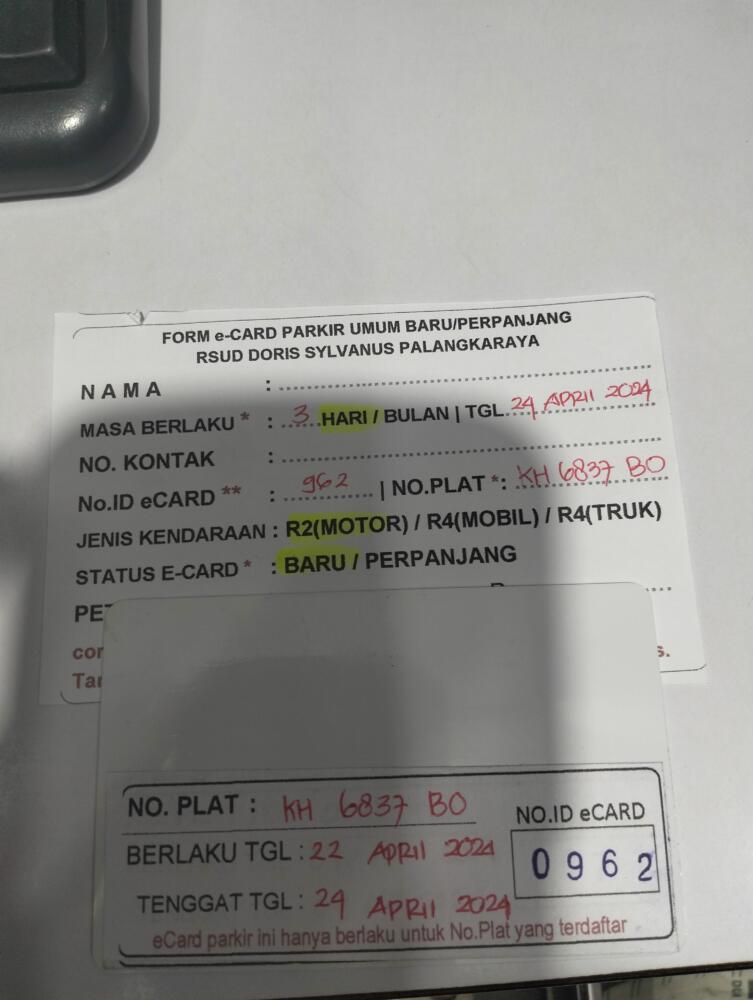 FORM e-CARD PARKIR UMUM BARU/PERPANJANG
RSUD DORIS SYLVANUS PALANGKARAYA
NAMA :
MASA BERLAKU * : 3 HARI / BULAN | TGL 24 APRIL 2024
NO. KONTAK :
No.ID eCARD ** : 962 | NO.PLAT *: KH 6837 BO
JENIS KENDARAAN : R2(MOTOR) / R4(MOBIL) / R4(TRUK)
STATUS E-CARD * : BARU / PERPANJANG
NO. PLAT : KH 6837 BO
NO.ID eCARD
BERLAKU TGL : 22 APRIL 2024
0962
TENGGAT TGL : 24 APRIL 2024
eCard parkir ini hanya berlaku untuk No.Plat yang terdaftar